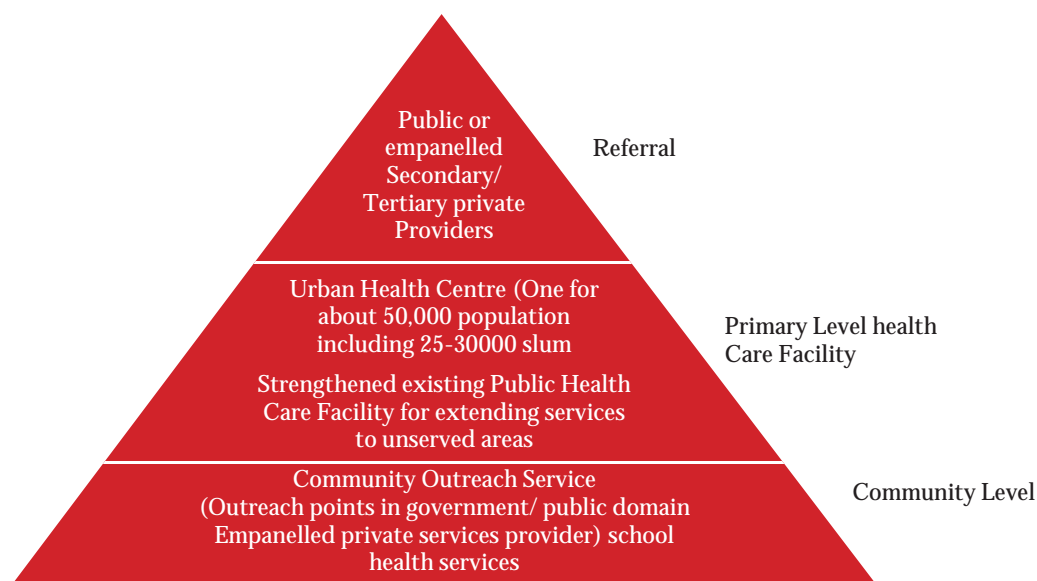 Public or
empanelled
Secondary/
Tertiary private
Providers
Referral
Urban Health Centre (One for
about 50,000 population
including 25-30000 slum
Strengthened existing Public Health
Care Facility for extending services
to unserved areas
Primary Level health
Care Facility
Community Outreach Service
(Outreach points in government/ public domain
Empanelled private services provider) school
health services
Community Level